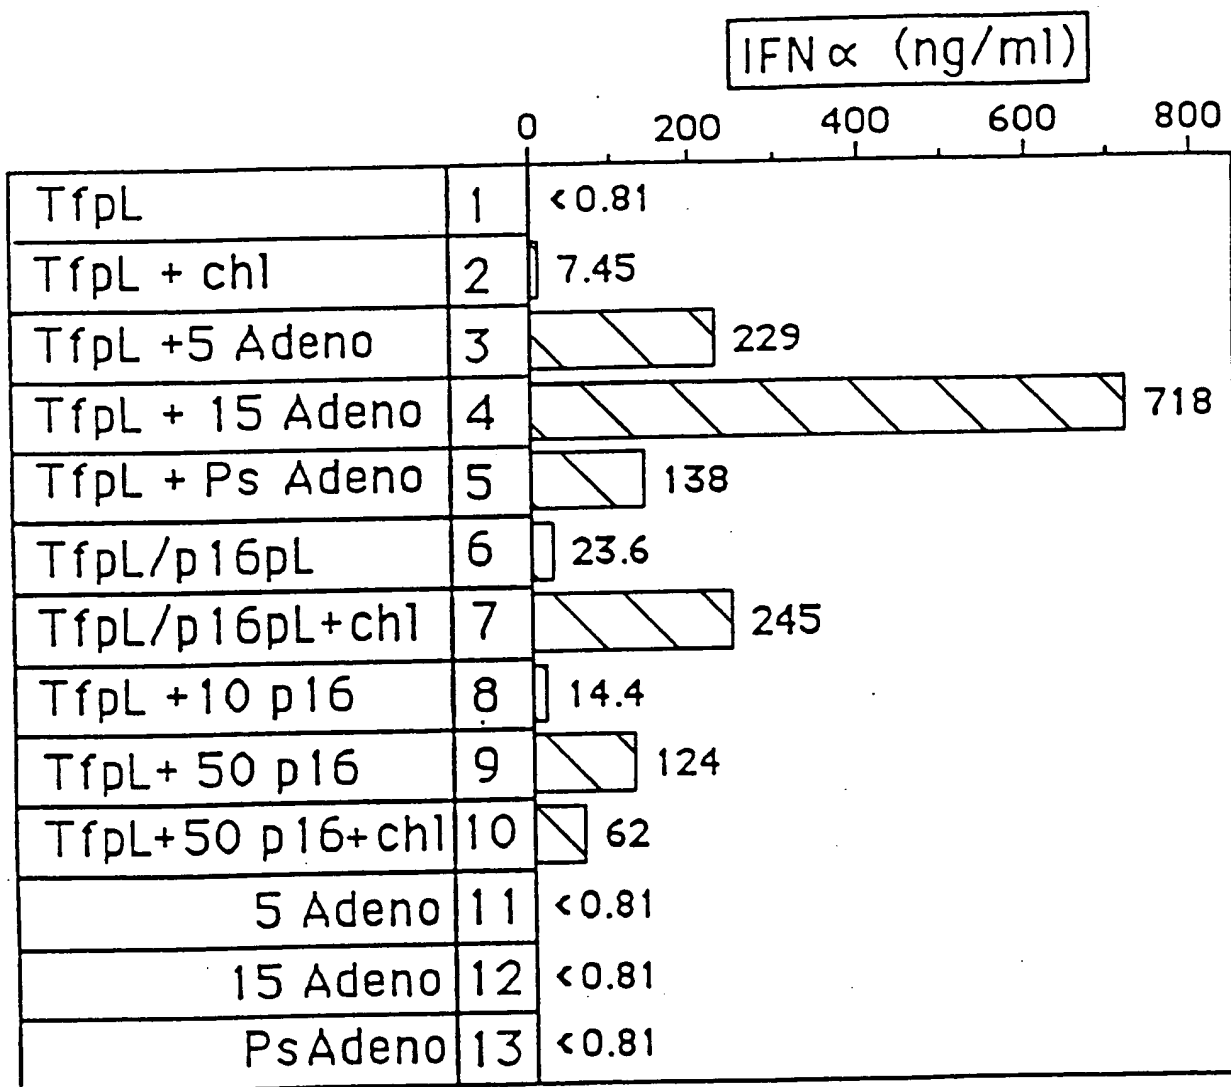 IFN∝ (ng/ml)
0 200 400 600 800
TfpL 1 <0.81
TfpL + chl 2 7.45
TfpL +5 Adeno 3 229
TfpL + 15 Adeno 4 718
TfpL + Ps Adeno 5 138
TfpL/p16pL 6 23.6
TfpL/p16pL+chl 7 245
TfpL +10 p16 8 14.4
TfpL+ 50 p16 9 124
TfpL+50 p16+chl 10 62
5 Adeno 11 <0.81
15 Adeno 12 <0.81
PsAdeno 13 <0.81